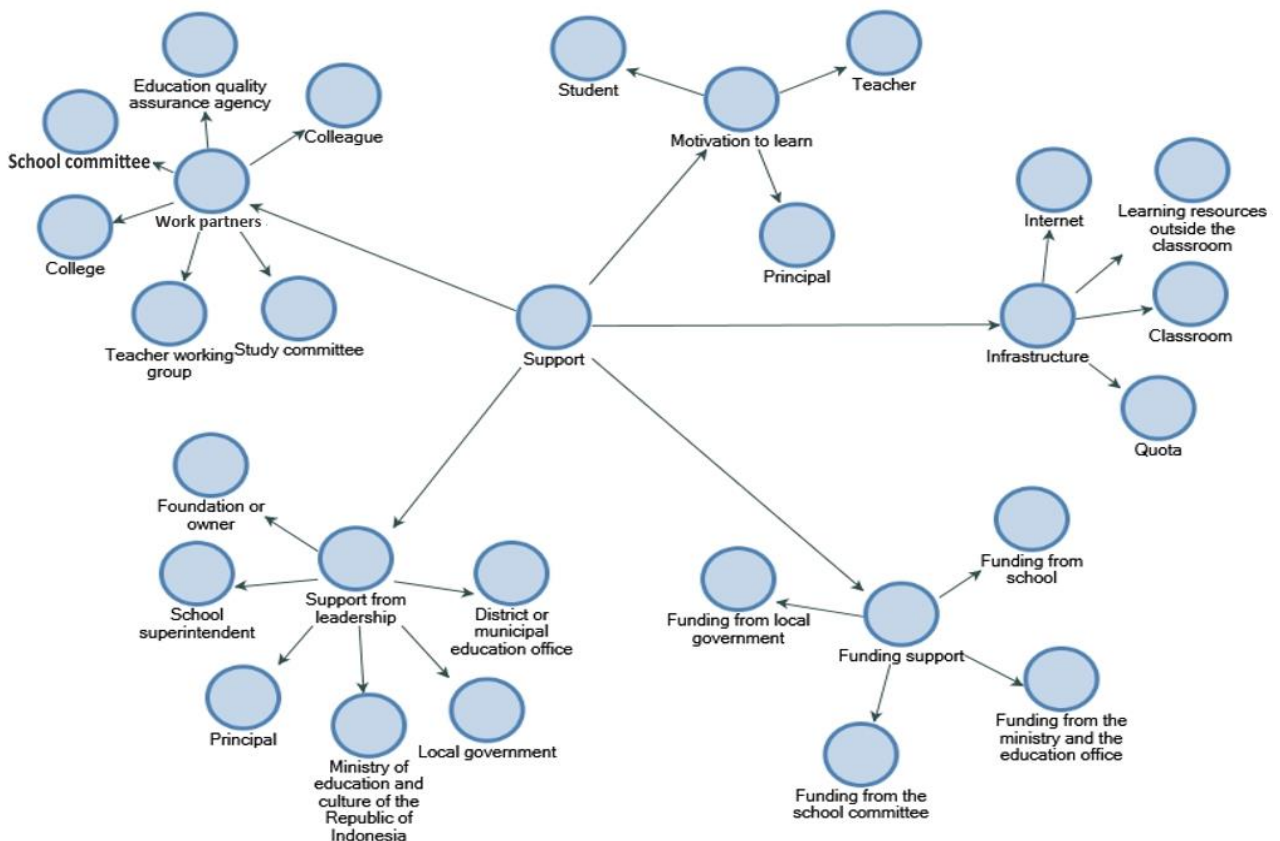 Education quality
assurance agency
Colleague
School committee
Work partners
College
Teacher working
group
Study committee
Student
Teacher
Motivation to learn
Principal
Internet
Learning resources
outside the
classroom
Infrastructure
Classroom
Quota
Support
Foundation or
owner
School
superintendent
Support from
leadership
District or
municipal
education office
Principal
Ministry of
education and
culture of the
Republic of
Indonesia
Local government
Funding from
school
Funding from local
government
Funding support
Funding from the
ministry and the
education office
Funding from the
school committee